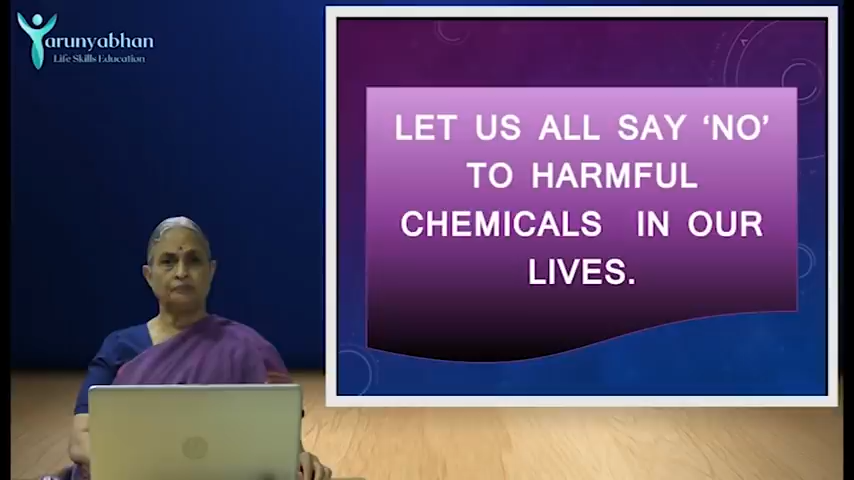 arunyabhan
Life Skills Education
LET US ALL SAY ‘NO’
TO HARMFUL
CHEMICALS IN OUR
LIVES.